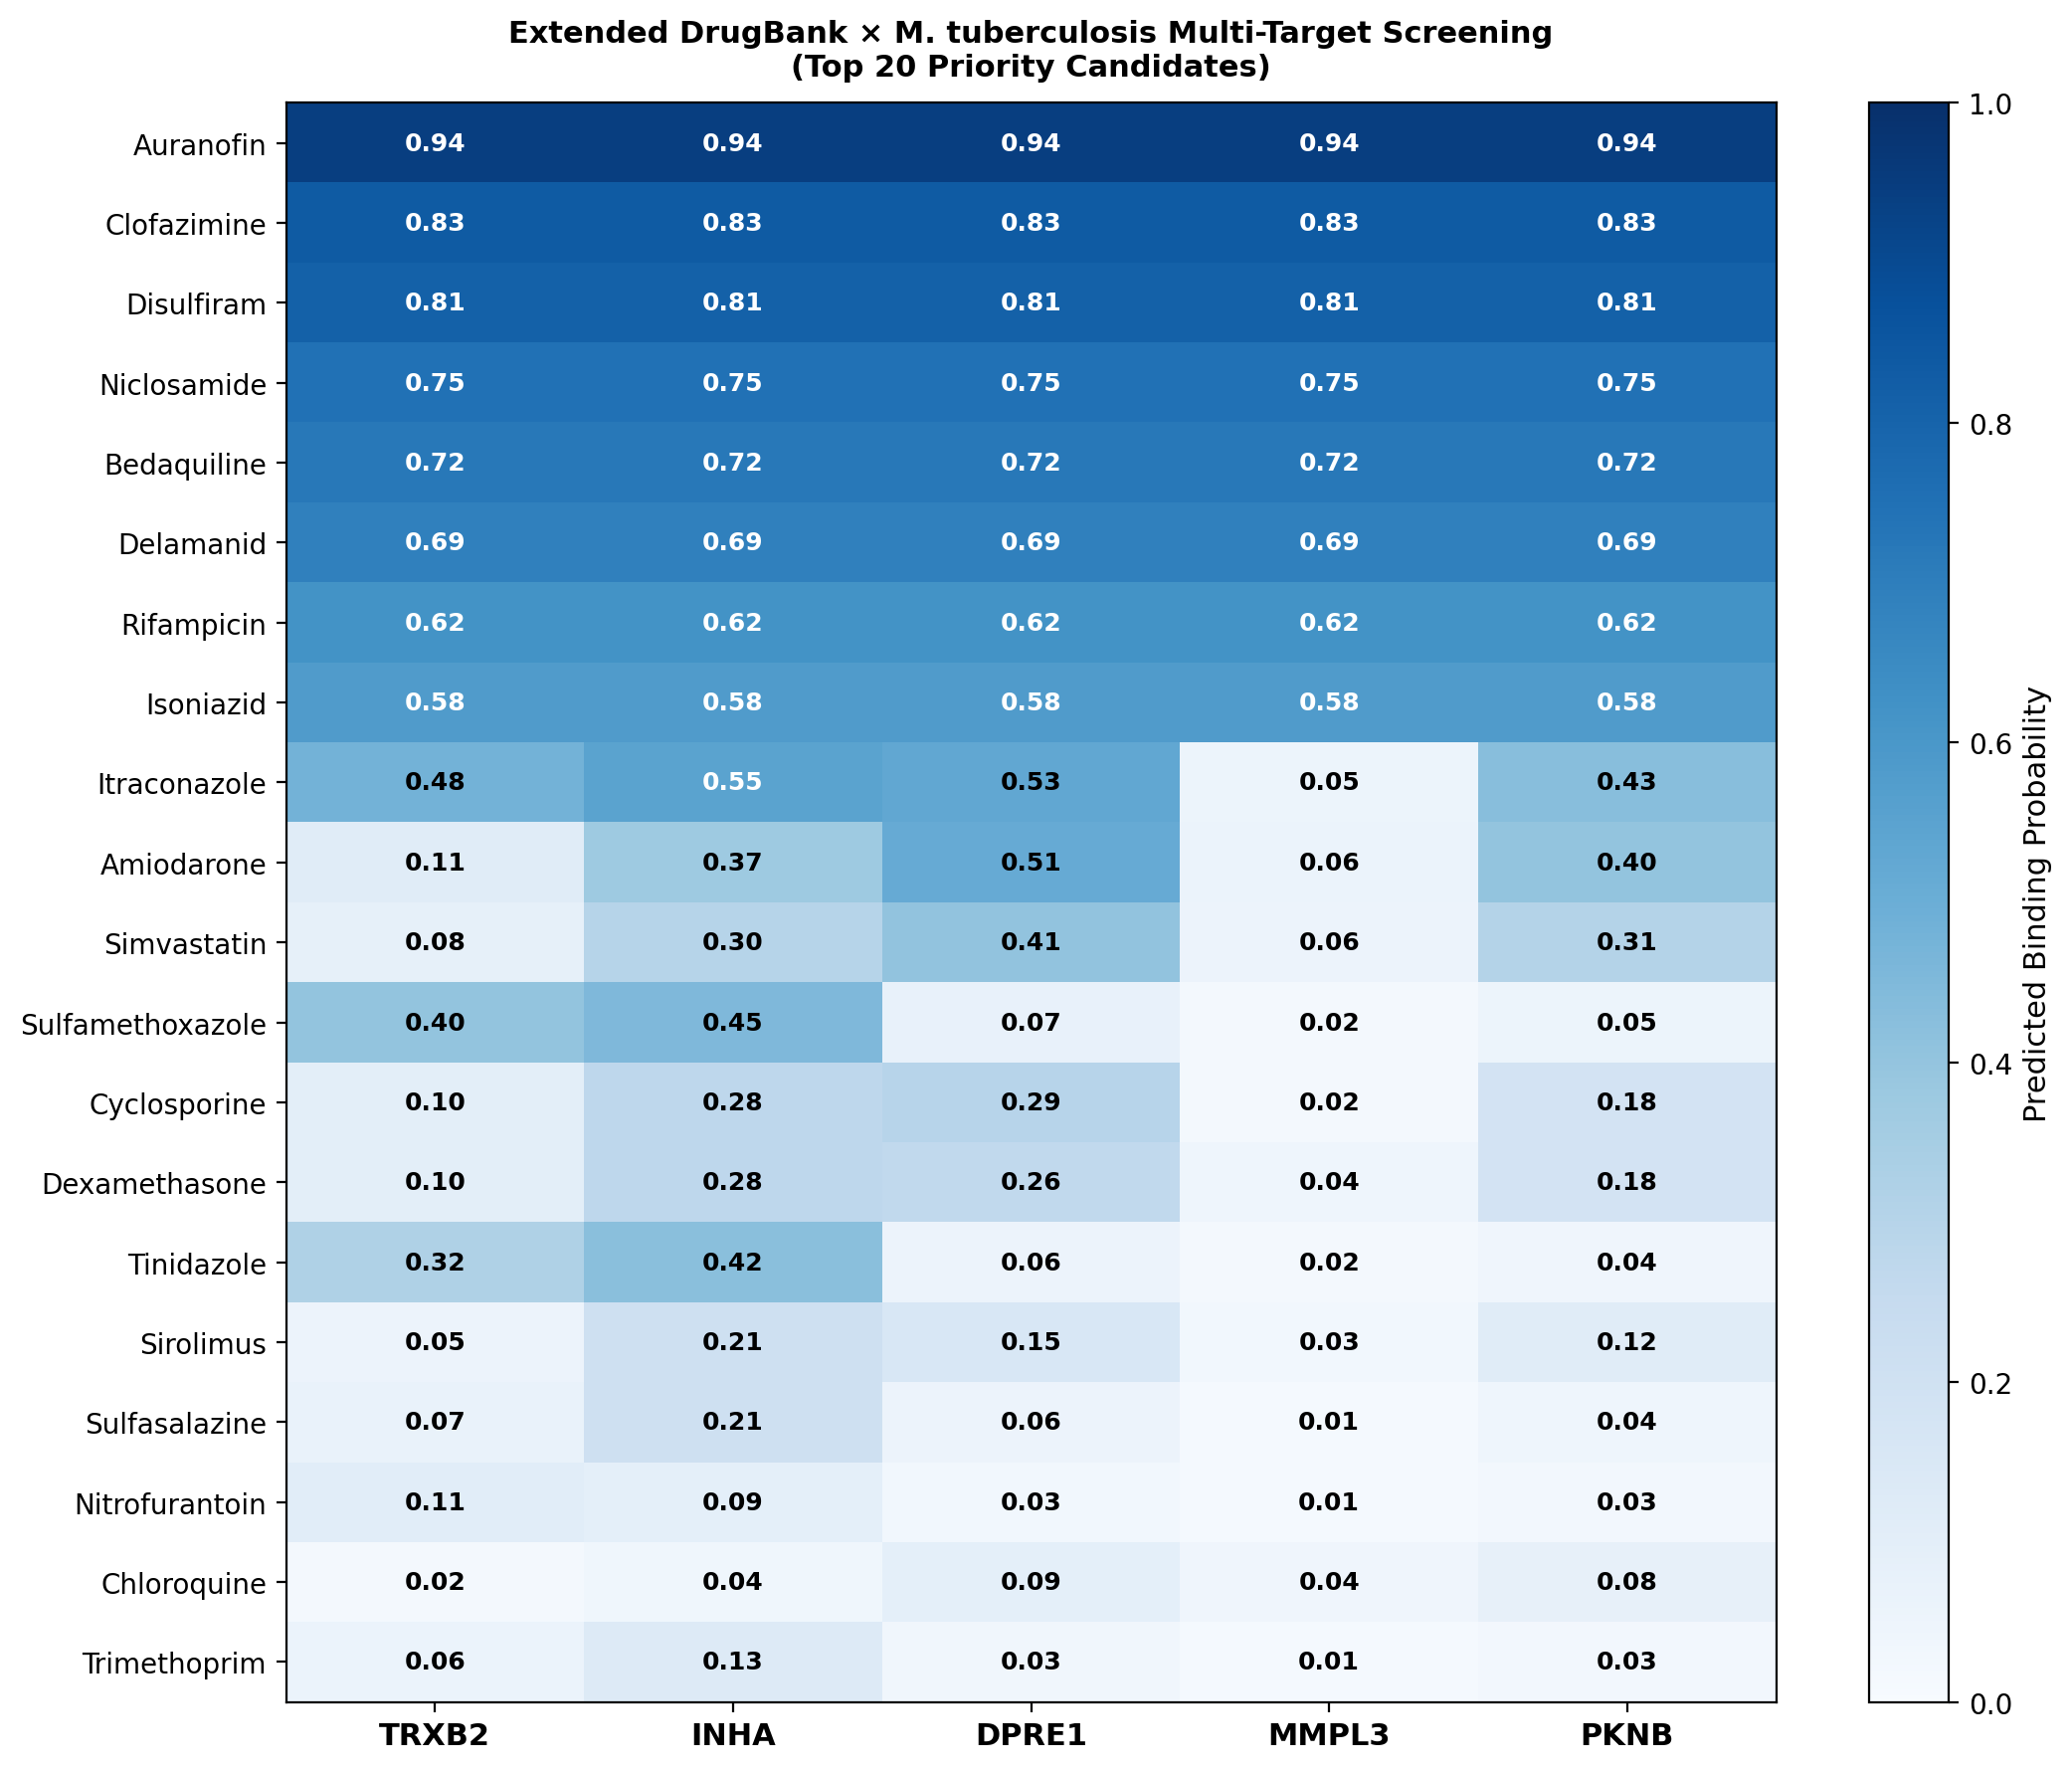 Extended DrugBank × M. tuberculosis Multi-Target Screening
(Top 20 Priority Candidates)
Auranofin 0.94 0.94 0.94 0.94 0.94
Clofazimine 0.83 0.83 0.83 0.83 0.83
Disulfiram 0.81 0.81 0.81 0.81 0.81
Niclosamide 0.75 0.75 0.75 0.75 0.75
Bedaquiline 0.72 0.72 0.72 0.72 0.72
Delamanid 0.69 0.69 0.69 0.69 0.69
Rifampicin 0.62 0.62 0.62 0.62 0.62
Isoniazid 0.58 0.58 0.58 0.58 0.58
Itraconazole 0.48 0.55 0.53 0.05 0.43
Amiodarone 0.11 0.37 0.51 0.06 0.40
Simvastatin 0.08 0.30 0.41 0.06 0.31
Sulfamethoxazole 0.40 0.45 0.07 0.02 0.05
Cyclosporine 0.10 0.28 0.29 0.02 0.18
Dexamethasone 0.10 0.28 0.26 0.04 0.18
Tinidazole 0.32 0.42 0.06 0.02 0.04
Sirolimus 0.05 0.21 0.15 0.03 0.12
Sulfasalazine 0.07 0.21 0.06 0.01 0.04
Nitrofurantoin 0.11 0.09 0.03 0.01 0.03
Chloroquine 0.02 0.04 0.09 0.04 0.08
Trimethoprim 0.06 0.13 0.03 0.01 0.03
TRXB2 INHA DPRE1 MMPL3 PKNB
1.0
0.8
0.6
0.4
0.2
0.0
Predicted Binding Probability